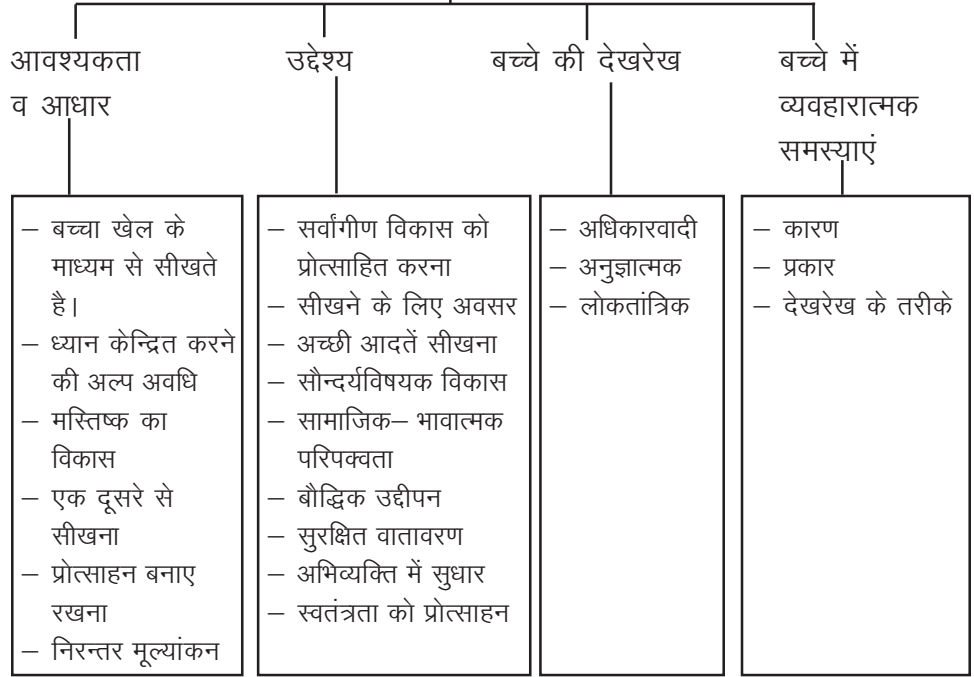 आवश्यकता
व आधार
उद्देश्य
बच्चे की देखरेख
बच्चे में
व्यवहारात्मक
समस्याएं
– बच्चा खेल के
माध्यम से सीखते
है।
– ध्यान केन्द्रित करने
की अल्प अवधि
– मस्तिष्क का
विकास
– एक दूसरे से
सीखना
– प्रोत्साहन बनाए
रखना
– निरन्तर मूल्यांकन
– सर्वांगीण विकास को
प्रोत्साहित करना
– सीखने के लिए अवसर
– अच्छी आदतें सीखना
– सौन्दर्यविषयक विकास
– सामाजिक– भावात्मक
परिपक्वता
– बौद्धिक उद्दीपन
– सुरक्षित वातावरण
– अभिव्यक्ति में सुधार
– स्वतंत्रता को प्रोत्साहन
– अधिकारवादी
– अनुज्ञात्मक
– लोकतांत्रिक
– कारण
– प्रकार
– देखरेख के तरीके